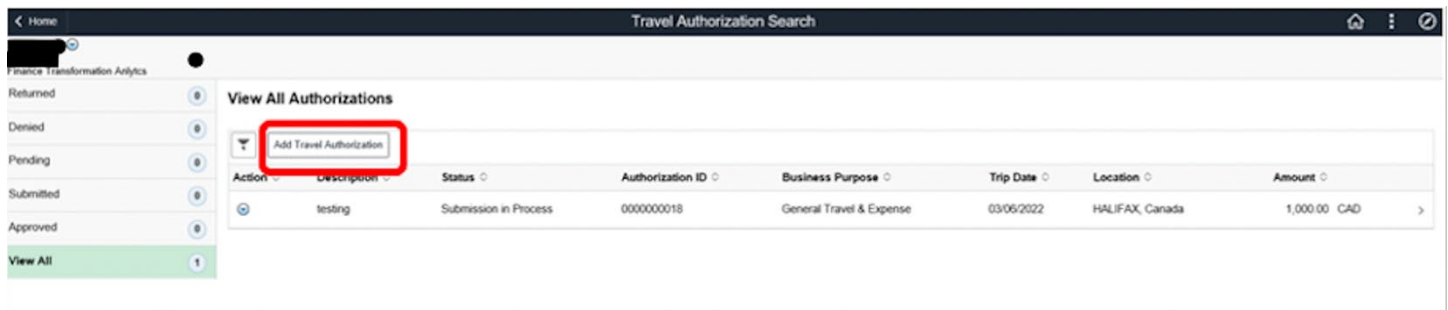 Home
Travel Authorization Search
Finance Transformation Anlytcs
Returned 0
Denied 0
Pending 0
Submitted 0
Approved 0
View All 1
View All Authorizations
Add Travel Authorization
Action Description Status Authorization ID Business Purpose Trip Date Location Amount
testing Submission in Process 0000000018 General Travel & Expense 03/06/2022 HALIFAX, Canada 1,000.00 CAD